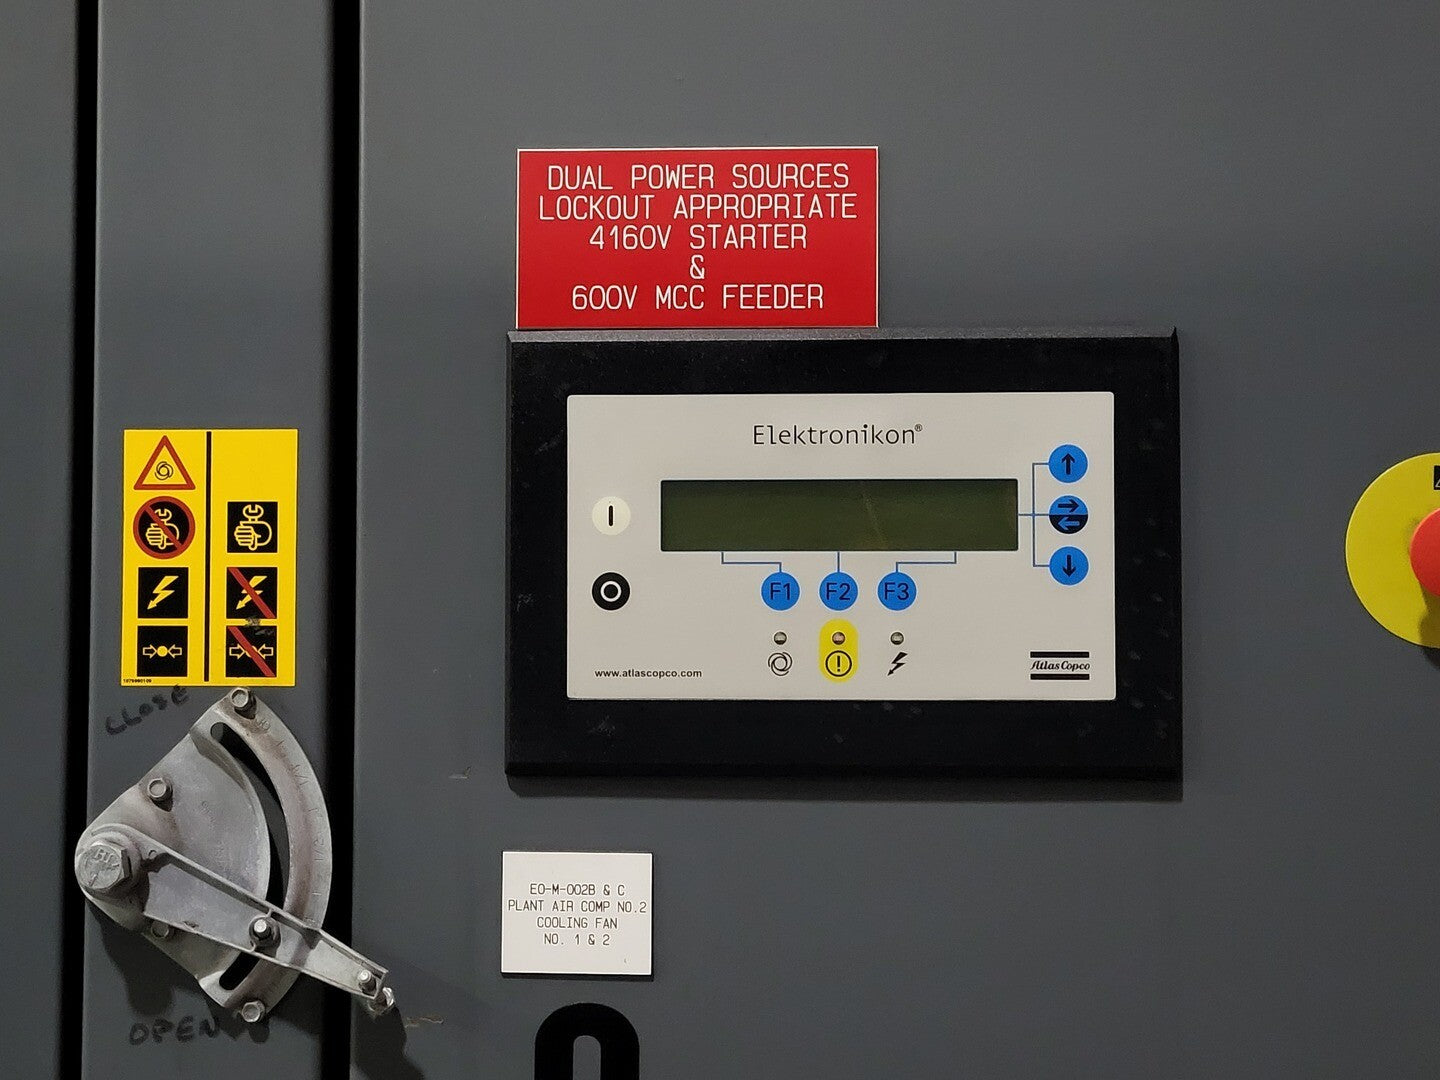 DUAL POWER SOURCES
LOCKOUT APPROPRIATE
4160V STARTER
&
600V MCC FEEDER
Elektronikon®
F1 F2 F3
www.atlascopco.com
Atlas Copco
CLOSE
OPEN
EO-M-002B & C
PLANT AIR COMP NO.2
COOLING FAN
NO. 1 & 2